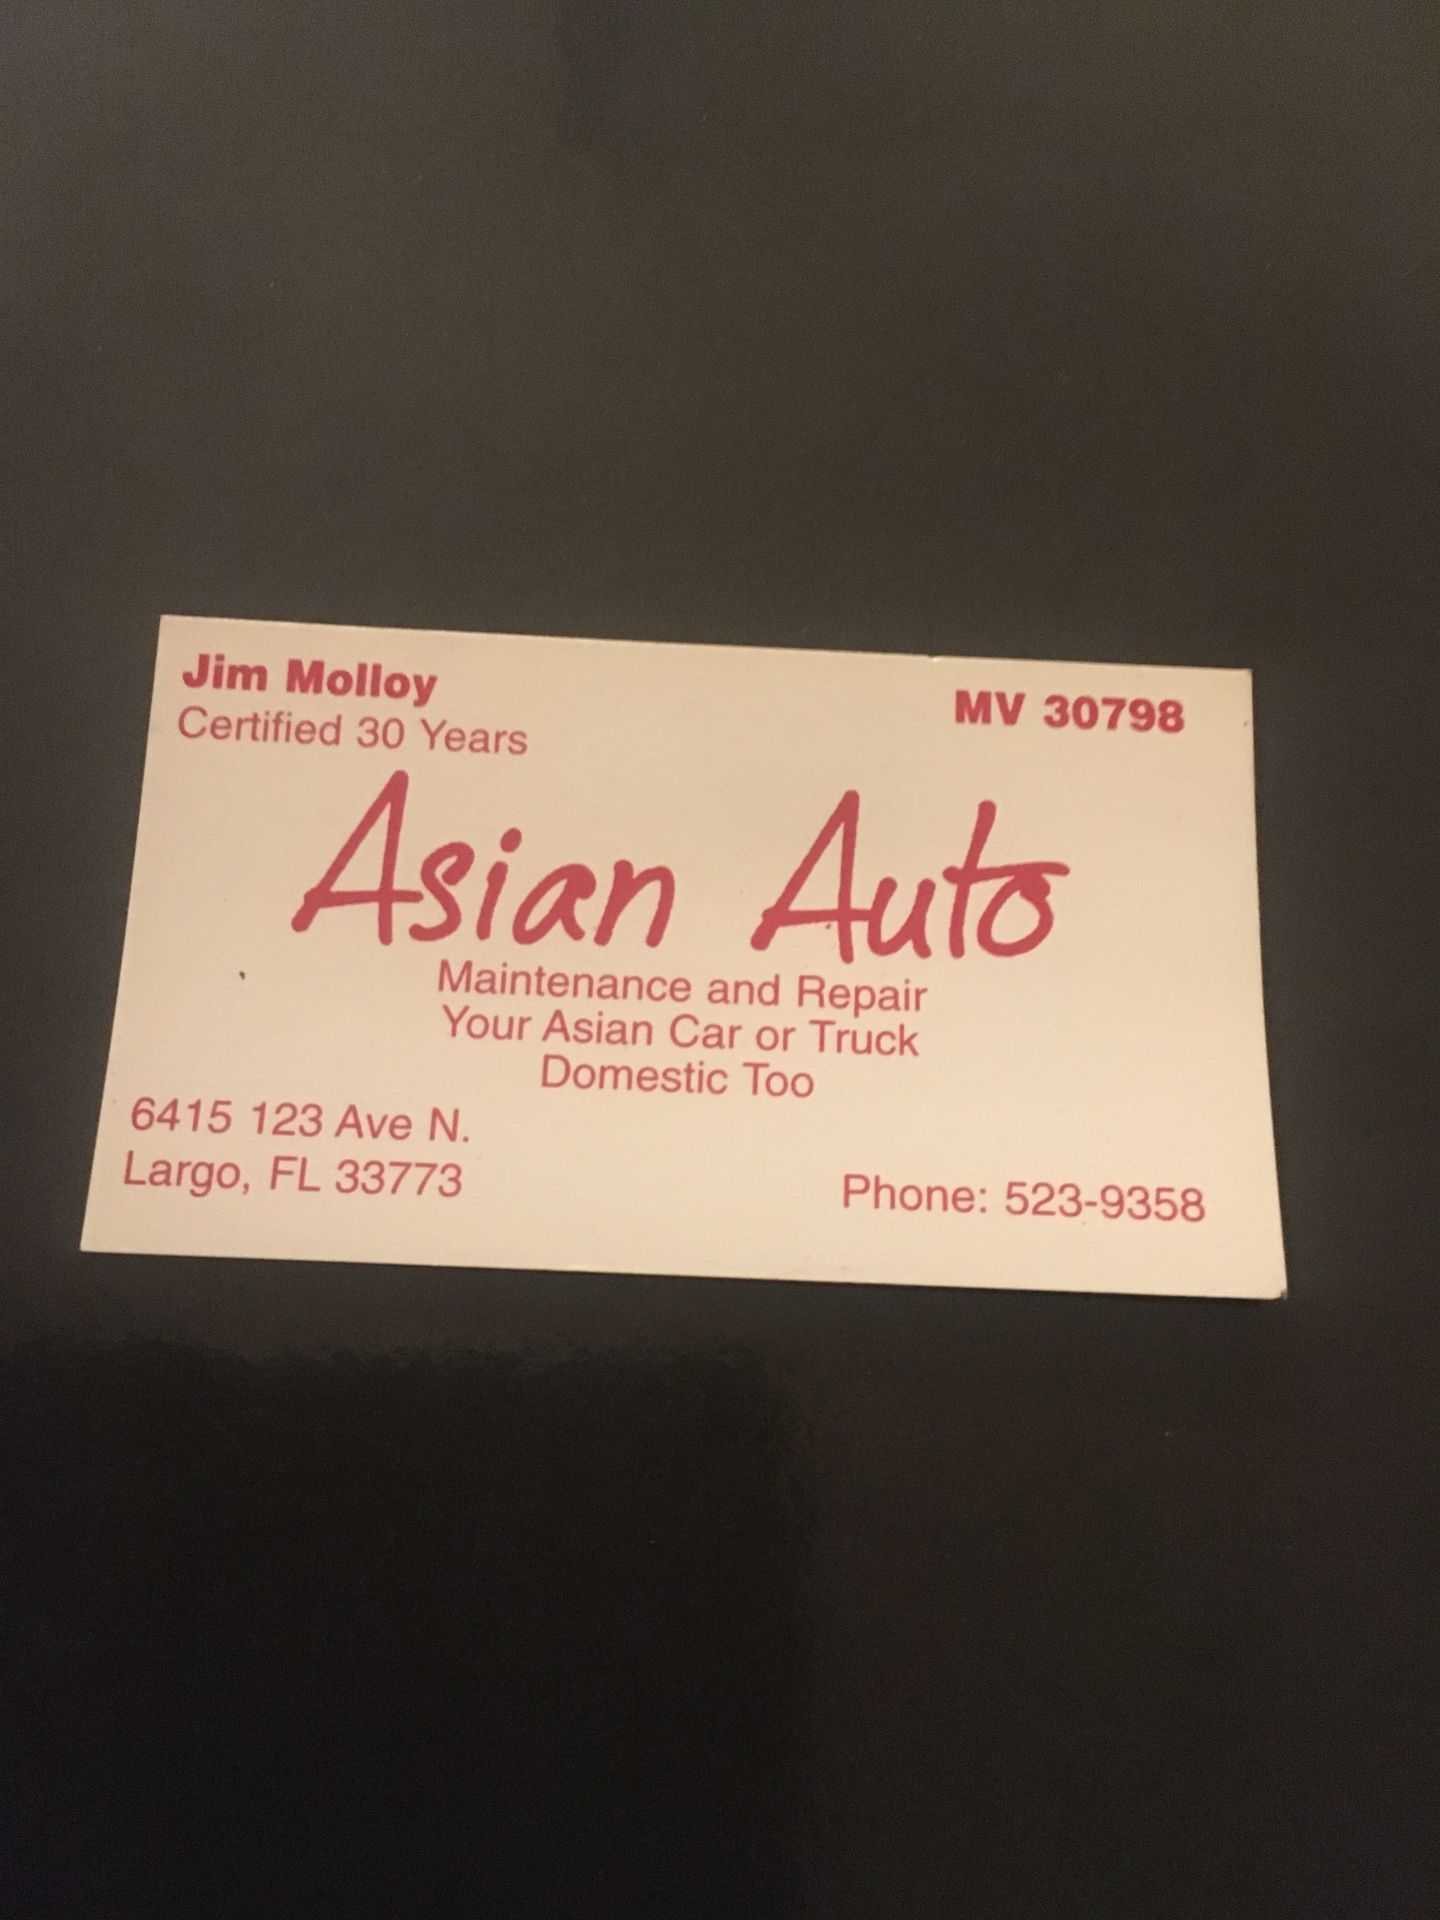 Jim Molloy
Certified 30 Years
MV 30798
Asian Auto
Maintenance and Repair
Your Asian Car or Truck
Domestic Too
6415 123 Ave N.
Largo, FL 33773
Phone: 523-9358